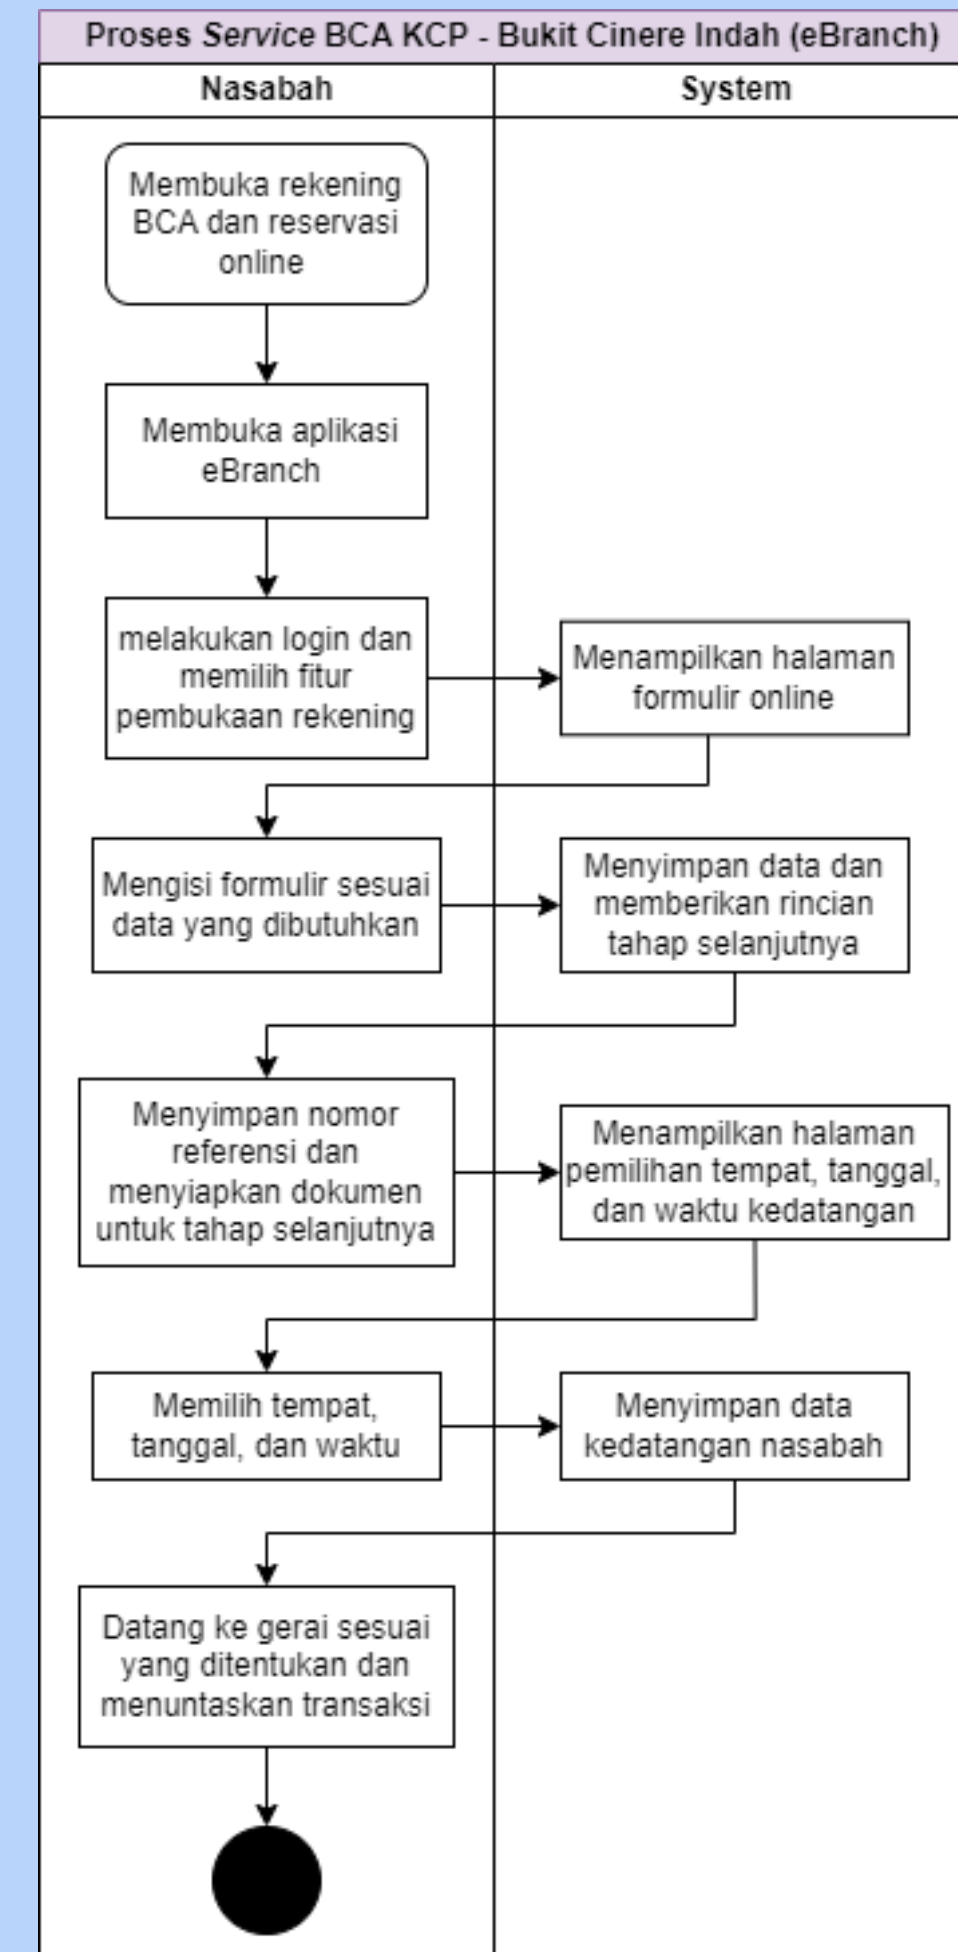 Proses Service BCA KCP - Bukit Cinere Indah (eBranch)
Nasabah
System
Membuka rekening
BCA dan reservasi
online
Membuka aplikasi
eBranch
melakukan login dan
memilih fitur
pembukaan rekening
Menampilkan halaman
formulir online
Mengisi formulir sesuai
data yang dibutuhkan
Menyimpan data dan
memberikan rincian
tahap selanjutnya
Menyimpan nomor
referensi dan
menyiapkan dokumen
untuk tahap selanjutnya
Menampilkan halaman
pemilihan tempat, tanggal,
dan waktu kedatangan
Memilih tempat,
tanggal, dan waktu
Menyimpan data
kedatangan nasabah
Datang ke gerai sesuai
yang ditentukan dan
menuntaskan transaksi